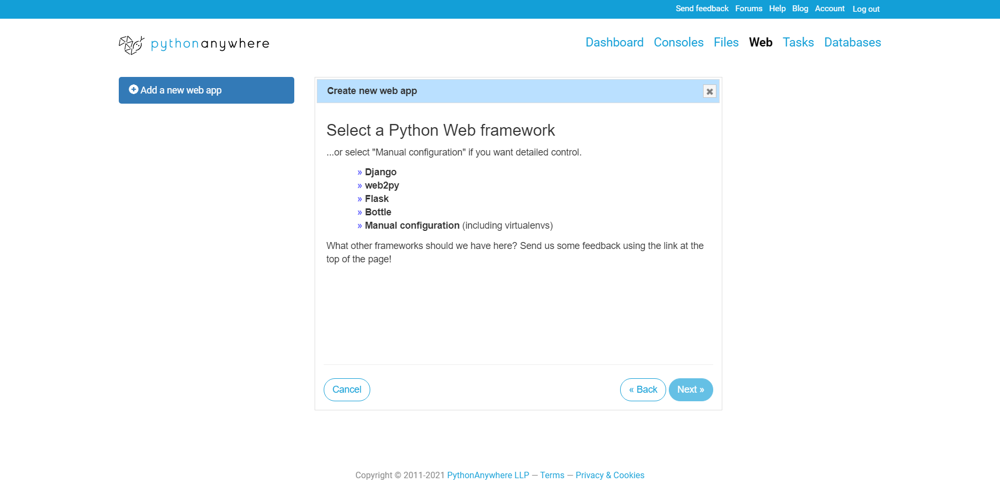 Send feedback Forums Help Blog Account Log out
pythonanywhere
Dashboard Consoles Files Web Tasks Databases
Add a new web app
Create new web app
Select a Python Web framework
...or select "Manual configuration" if you want detailed control.
» Django
» web2py
» Flask
» Bottle
» Manual configuration (including virtualenvs)
What other frameworks should we have here? Send us some feedback using the link at the
top of the page!
Cancel
« Back Next »
Copyright © 2011-2021 PythonAnywhere LLP — Terms — Privacy & Cookies